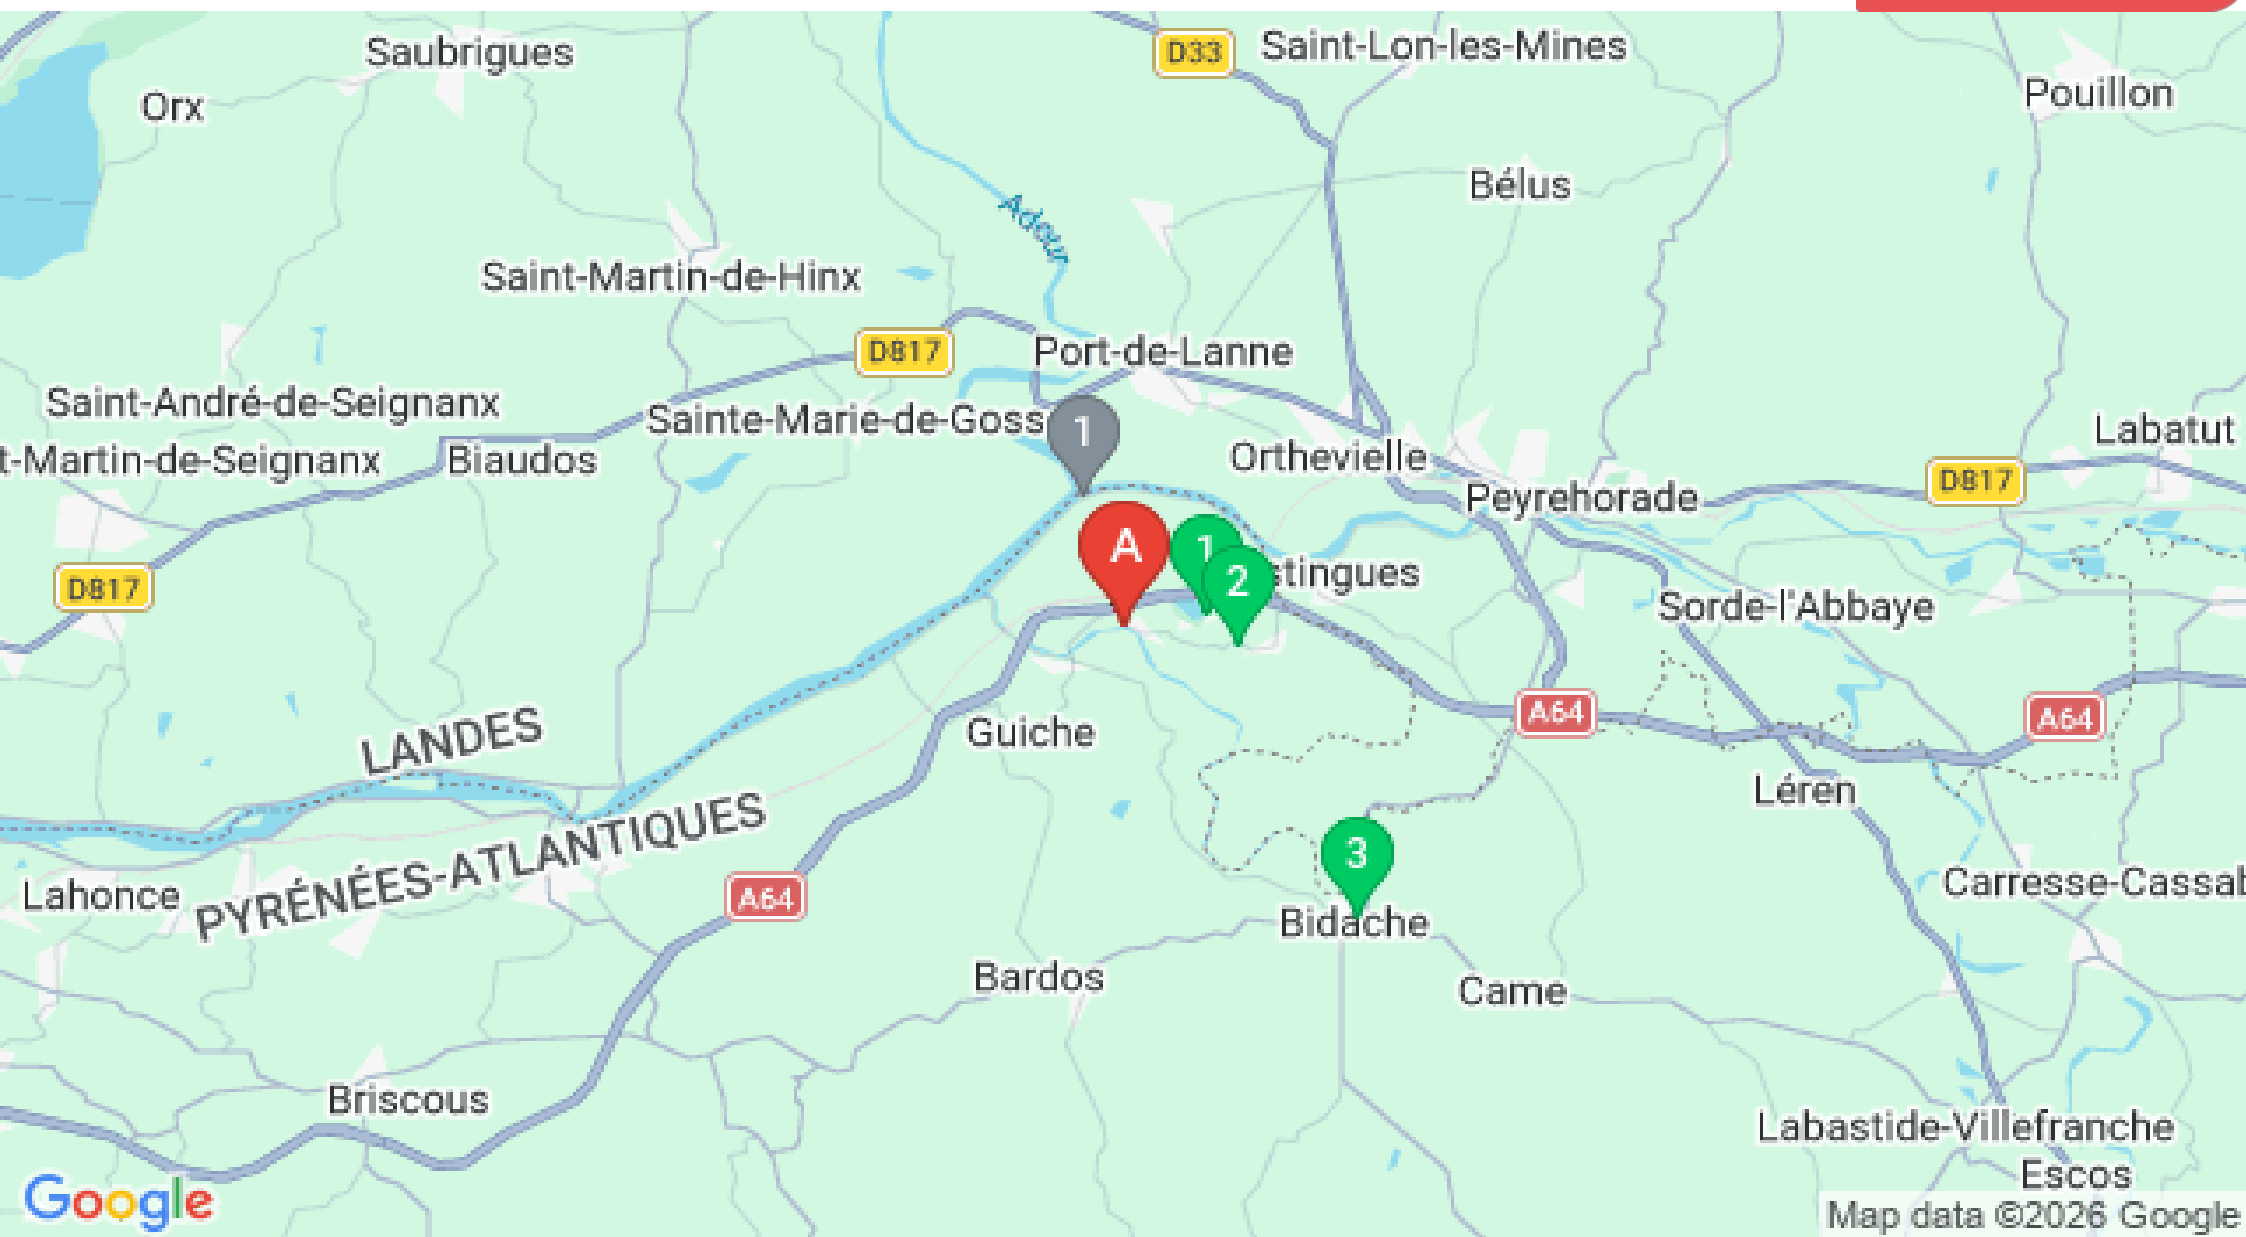 D33
Saint-Lon-les-Mines
Saubrigues
Pouillon
Orx
Bélus
Adour
Saint-Martin-de-Hinx
D817
Port-de-Lanne
Saint-André-de-Seignanx
Sainte-Marie-de-Goss
1
Labatut
t-Martin-de-Seignanx
Biaudos
Orthevielle
D817
Peyrehorade
A
1
2
stingues
D817
Sorde-l'Abbaye
LANDES
Guiche
A64
A64
Léren
PYRÉNÉES-ATLANTIQUES
3
Lahonce
A64
Carresse-Cassab
Bidache
Bardos
Came
Briscous
Labastide-Villefranche
Escos
Google
Map data ©2026 Google